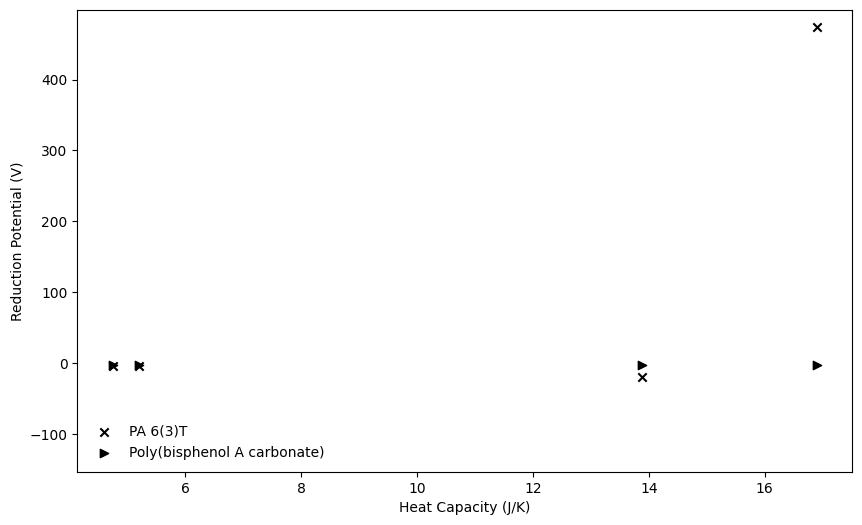 400
300
200
100
0
−100
Reduction Potential (V)
PA 6(3)T
Poly(bisphenol A carbonate)
6 8 10 12 14 16
Heat Capacity (J/K)